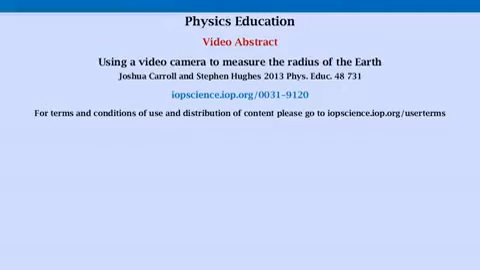 Physics Education
Video Abstract
Using a video camera to measure the radius of the Earth
Joshua Carroll and Stephen Hughes 2013 Phys. Educ. 48 731
iopscience.iop.org/0031-9120
For terms and conditions of use and distribution of content please go to iopscience.iop.org/userterms